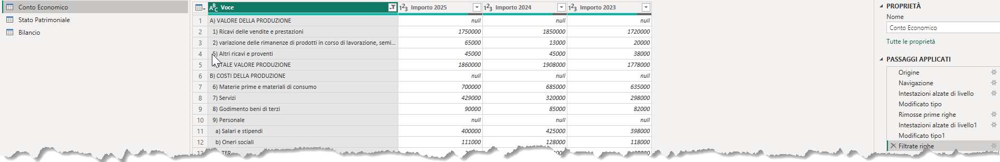 Conto Economico
Stato Patrimoniale
Bilancio
ABC Voce 123 Importo 2025 123 Importo 2024 123 Importo 2023
1 A) VALORE DELLA PRODUZIONE null null null
2 1) Ricavi delle vendite e prestazioni 1750000 1850000 1720000
3 2) variazione delle rimanenze di prodotti in corso di lavorazione, semi... 65000 13000 20000
4 5) Altri ricavi e proventi 45000 45000 38000
5 TALE VALORE PRODUZIONE 1860000 1908000 1778000
6 B) COSTI DELLA PRODUZIONE null null null
7 6) Materie prime e materiali di consumo 700000 685000 635000
8 7) Servizi 429000 320000 298000
9 8) Godimento beni di terzi 90000 85000 82000
10 9) Personale null null null
11 a) Salari e stipendi 400000 425000 398000
12 b) Oneri sociali 111000 128000 118000
PROPRIETÀ
Nome
Conto Economico
Tutte le proprietà
PASSAGGI APPLICATI
Origine
Navigazione
Intestazioni alzate di livello
Modificato tipo
Rimosse prime righe
Intestazioni alzate di livello1
Modificato tipo1
Filtrate righe